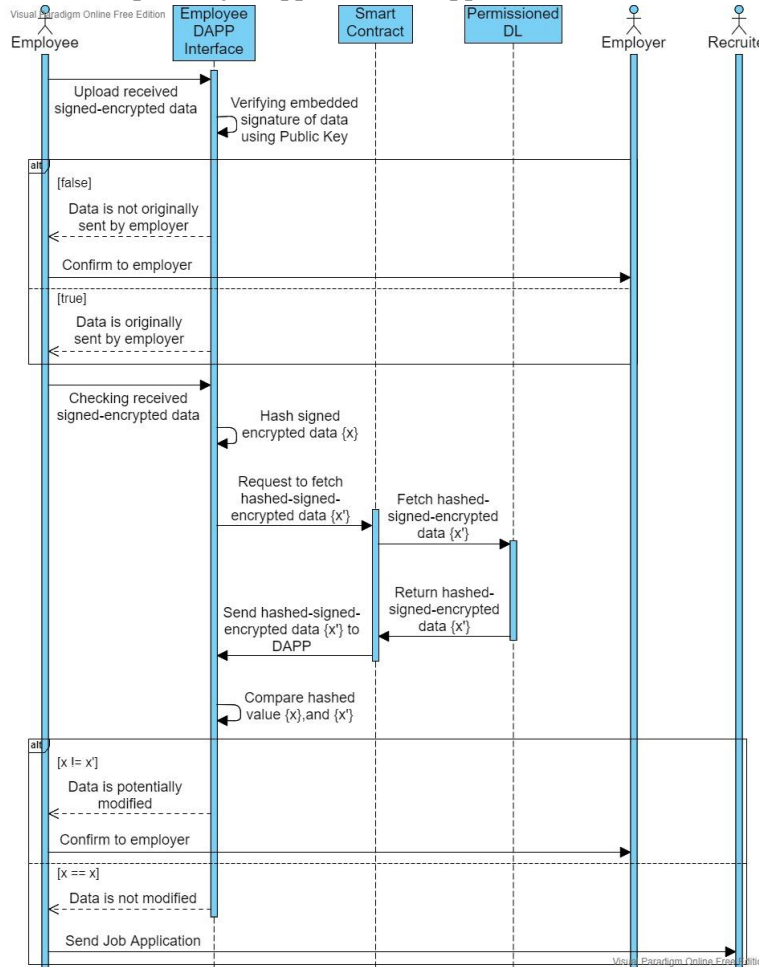 Visual Paradigm Online Free Edition
Employee
Employee
DAPP
Interface
Smart
Contract
Permissioned
DL
Employer
Recruite
Upload received
signed-encrypted data
Verifying embedded
signature of data
using Public Key
alt
[false]
Data is not originally
sent by employer
Confirm to employer
[true]
Data is originally
sent by employer
Checking received
signed-encrypted data
Hash signed
encrypted data {x}
Request to fetch
hashed-signed-
encrypted data {x'}
Fetch hashed-
signed-encrypted
data {x'}
Return hashed-
signed-encrypted
data {x'}
Send hashed-signed-
encrypted data {x'} to
DAPP
Compare hashed
value {x},and {x'}
alt
[x != x']
Data is potentially
modified
Confirm to employer
[x == x]
Data is not modified
Send Job Application
Visual Paradigm Online Free Edition